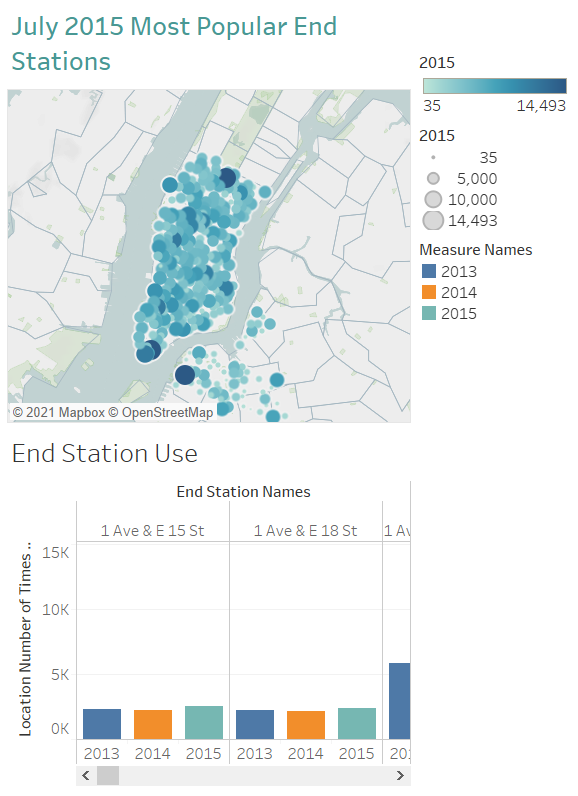 July 2015 Most Popular End
Stations
2015
35 14,493
2015
35
5,000
10,000
14,493
Measure Names
2013
2014
2015
© 2021 Mapbox © OpenStreetMap
End Station Use
End Station Names
1 Ave & E 15 St 1 Ave & E 18 St 1 Av
Location Number of Times ..
15K
10K
5K
0K
2013 2014 2015 2013 2014 2015 20